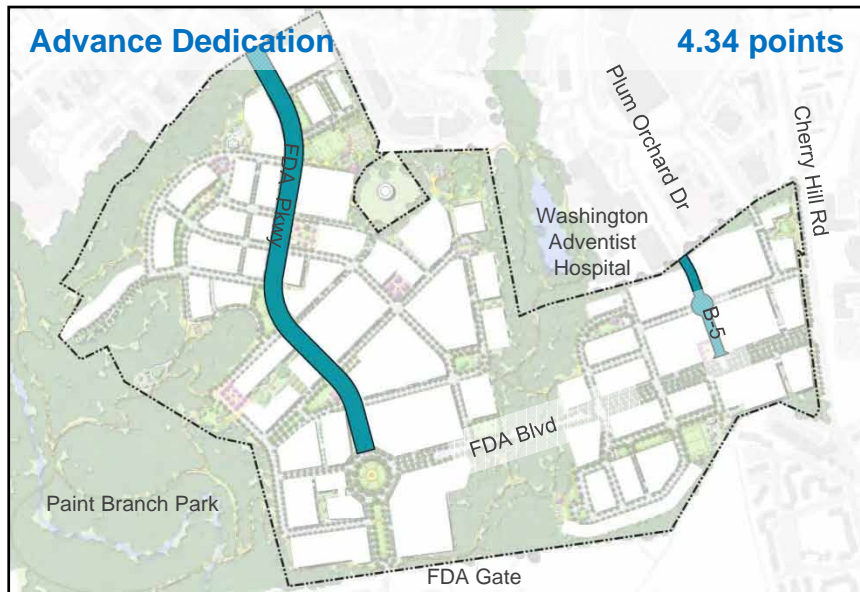 Advance Dedication
4.34 points
Plum Orchard Dr
Cherry Hill Rd
FDA Pkwy
Washington
Adventist
Hospital
B-5
FDA Blvd
Paint Branch Park
FDA Gate